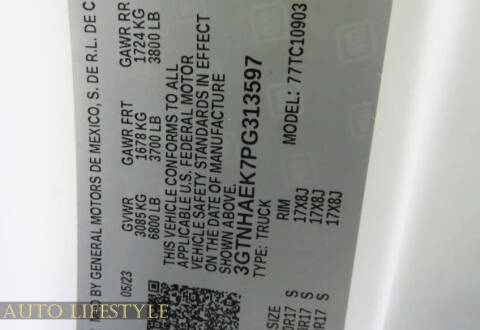 BY GENERAL MOTORS DE MEXICO, S. DE R.L. DE C
05/23
GVWR GAWR FRT GAWR RR
3085 KG 1678 KG 1724 KG
6800 LB 3700 LB 3800 LB
THIS VEHICLE CONFORMS TO ALL
APPLICABLE U.S. FEDERAL MOTOR
VEHICLE SAFETY STANDARDS IN EFFECT
ON THE DATE OF MANUFACTURE
SHOWN ABOVE.
3GTNHAEK7PG313597
TYPE: TRUCK MODEL: 77TC10903
SIZE RIM
R17 S 17X8J
R17 S 17X8J
R17 S 17X8J
AUTO LIFESTYLE